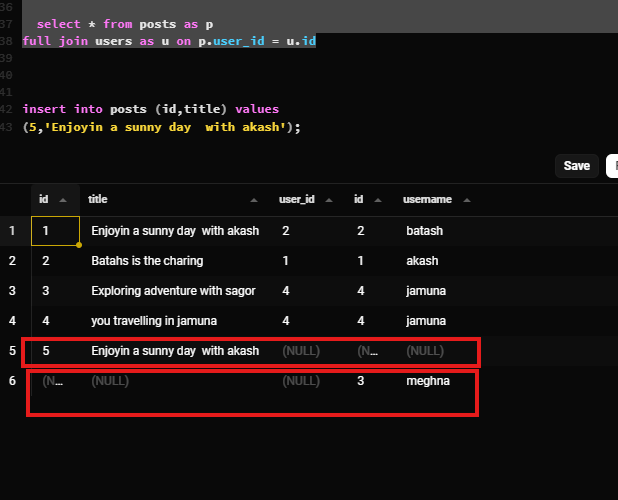 36
37 select * from posts as p
38 full join users as u on p.user_id = u.id
39
40
41
42 insert into posts (id,title) values
43 (5,'Enjoyin a sunny day  with akash');
Save
id title user_id id username
1 1 Enjoyin a sunny day  with akash 2 2 batash
2 2 Batahs is the charing 1 1 akash
3 3 Exploring adventure with sagor 4 4 jamuna
4 4 you travelling in jamuna 4 4 jamuna
5 5 Enjoyin a sunny day  with akash (NULL) (N... (NULL)
6 (N... (NULL) (NULL) 3 meghna